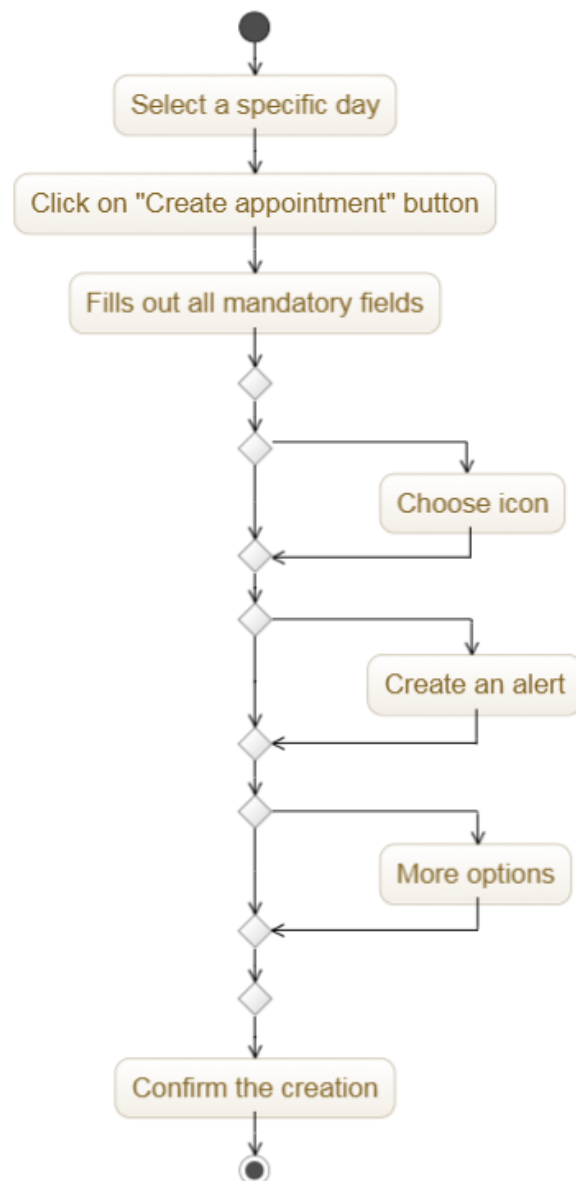 Select a specific day
Click on "Create appointment" button
Fills out all mandatory fields
Choose icon
Create an alert
More options
Confirm the creation